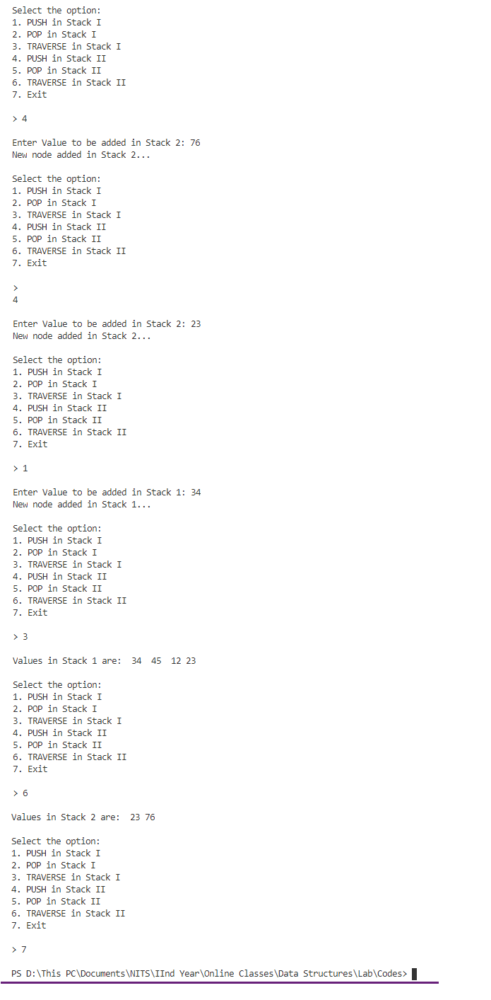 Select the option:
1. PUSH in Stack I
2. POP in Stack I
3. TRAVERSE in Stack I
4. PUSH in Stack II
5. POP in Stack II
6. TRAVERSE in Stack II
7. Exit
> 4
Enter Value to be added in Stack 2: 76
New node added in Stack 2...
Select the option:
1. PUSH in Stack I
2. POP in Stack I
3. TRAVERSE in Stack I
4. PUSH in Stack II
5. POP in Stack II
6. TRAVERSE in Stack II
7. Exit
>
4
Enter Value to be added in Stack 2: 23
New node added in Stack 2...
Select the option:
1. PUSH in Stack I
2. POP in Stack I
3. TRAVERSE in Stack I
4. PUSH in Stack II
5. POP in Stack II
6. TRAVERSE in Stack II
7. Exit
> 1
Enter Value to be added in Stack 1: 34
New node added in Stack 1...
Select the option:
1. PUSH in Stack I
2. POP in Stack I
3. TRAVERSE in Stack I
4. PUSH in Stack II
5. POP in Stack II
6. TRAVERSE in Stack II
7. Exit
> 3
Values in Stack 1 are:  34  45  12 23
Select the option:
1. PUSH in Stack I
2. POP in Stack I
3. TRAVERSE in Stack I
4. PUSH in Stack II
5. POP in Stack II
6. TRAVERSE in Stack II
7. Exit
> 6
Values in Stack 2 are:  23 76
Select the option:
1. PUSH in Stack I
2. POP in Stack I
3. TRAVERSE in Stack I
4. PUSH in Stack II
5. POP in Stack II
6. TRAVERSE in Stack II
7. Exit
> 7
PS D:\This PC\Documents\NITS\IInd Year\Online Classes\Data Structures\Lab\Codes>